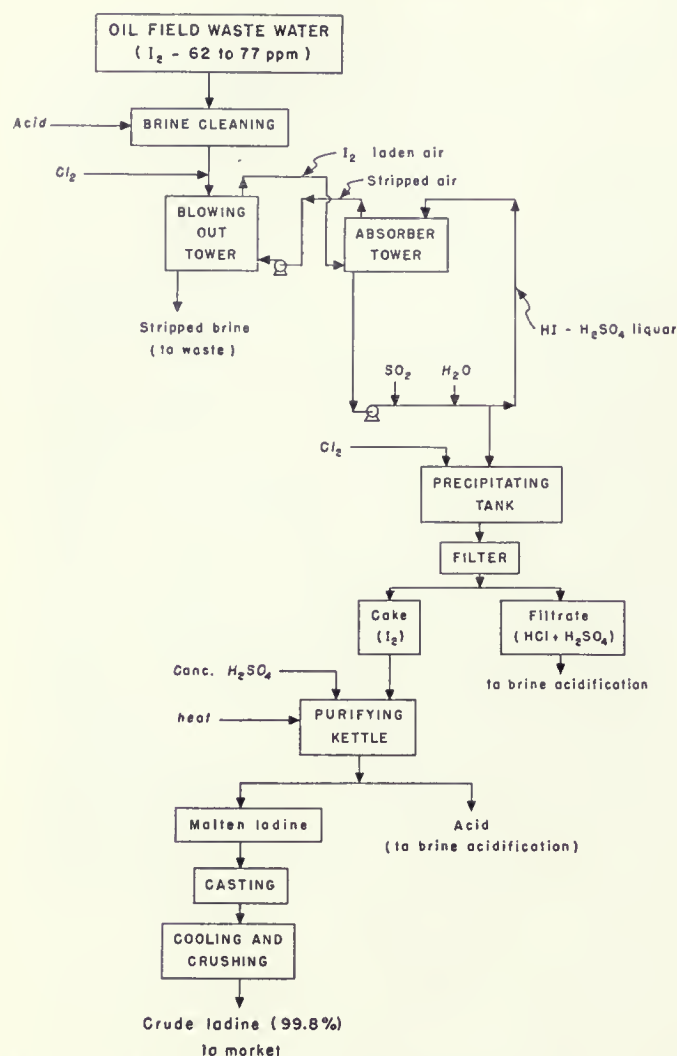 OIL FIELD WASTE WATER
(I₂ – 62 to 77 ppm)
Acid
BRINE CLEANING
Cl₂
I₂ laden air
Stripped air
BLOWING
OUT
TOWER
ABSORBER
TOWER
Stripped brine
(to waste)
HI – H₂SO₄ liquor
SO₂
H₂O
Cl₂
PRECIPITATING
TANK
FILTER
Cake
(I₂)
Filtrate
(HCl + H₂SO₄)
to brine acidification
Conc. H₂SO₄
heat
PURIFYING
KETTLE
Molten Iodine
Acid
(to brine acidification)
CASTING
COOLING AND
CRUSHING
Crude Iodine (99.8%)
to market